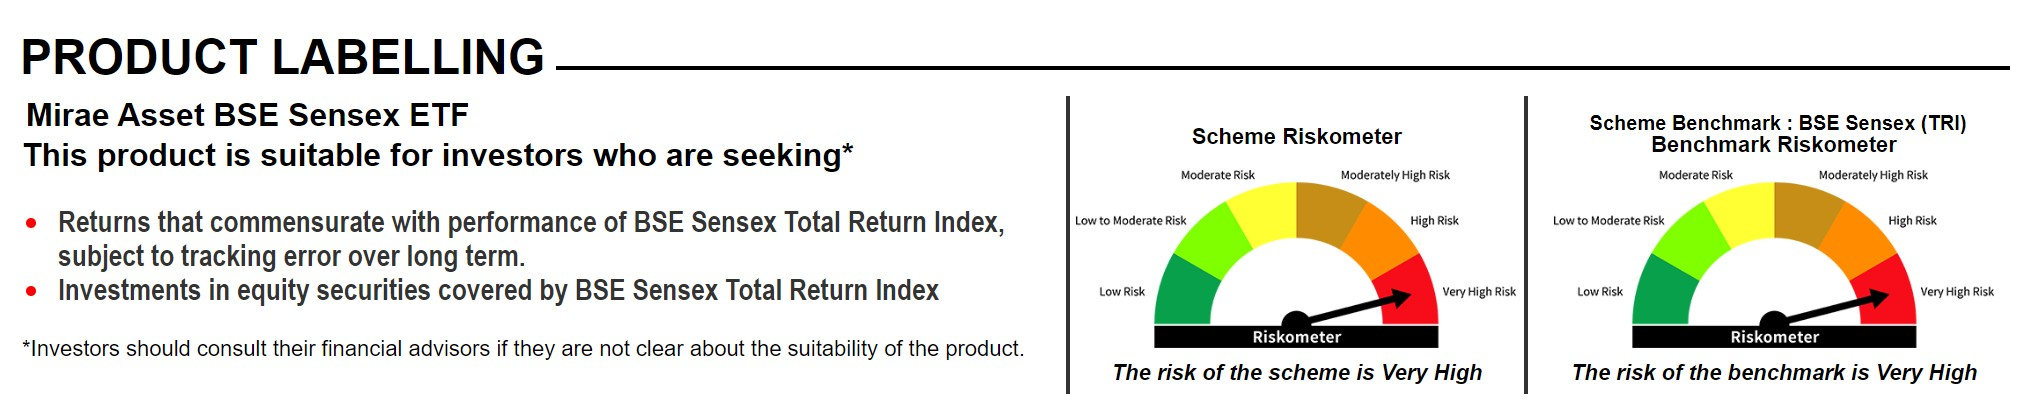 PRODUCT LABELLING
Mirae Asset BSE Sensex ETF
This product is suitable for investors who are seeking*
• Returns that commensurate with performance of BSE Sensex Total Return Index,
subject to tracking error over long term.
• Investments in equity securities covered by BSE Sensex Total Return Index
*Investors should consult their financial advisors if they are not clear about the suitability of the product.
Scheme Riskometer
Moderate Risk
Moderately High Risk
Low to Moderate Risk
High Risk
Low Risk
Very High Risk
Riskometer
The risk of the scheme is Very High
Scheme Benchmark : BSE Sensex (TRI)
Benchmark Riskometer
Moderate Risk
Moderately High Risk
Low to Moderate Risk
High Risk
Low Risk
Very High Risk
Riskometer
The risk of the benchmark is Very High